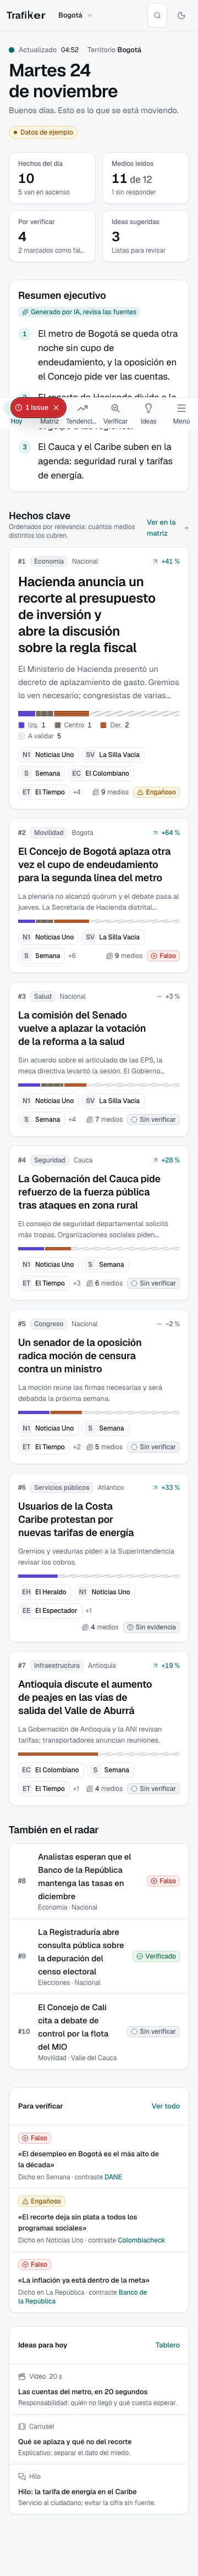 Trafiker
Bogotá
Actualizado 04:52 Territorio Bogotá
Martes 24
de noviembre
Buenos días. Esto es lo que se está moviendo.
Datos de ejemplo
Hechos del día
10
5 van en ascenso
Medios leídos
11 de 12
1 sin responder
Por verificar
4
2 marcados como fal...
Ideas sugeridas
3
Listas para revisar
Resumen ejecutivo
Generado por IA, revisa las fuentes
1 El metro de Bogotá se queda otra
noche sin cupo de
endeudamiento, y la oposición en
el Concejo pide ver las cuentas.
1 Issue
Hoy
Matriz
Tendenci...
Verificar
Ideas
Menú
3 El Cauca y el Caribe suben en la
agenda: seguridad rural y tarifas
de energía.
Hechos clave
Ordenados por relevancia: cuántos medios
distintos los cubren.
Ver en la
matriz
#1 Economía Nacional +41 %
Hacienda anuncia un
recorte al presupuesto
de inversión y
abre la discusión
sobre la regla fiscal
El Ministerio de Hacienda presentó un
decreto de aplazamiento de gasto. Gremios
lo ven necesario; congresistas de varias...
Izq. 1 Centro 1 Der. 2
A validar 5
N1 Noticias Uno SV La Silla Vacía
S Semana EC El Colombiano
ET El Tiempo +4 9 medios Engañoso
#2 Movilidad Bogotá +64 %
El Concejo de Bogotá aplaza otra
vez el cupo de endeudamiento
para la segunda línea del metro
La plenaria no alcanzó quórum y el debate pasa al
jueves. La Secretaría de Hacienda distrital...
N1 Noticias Uno SV La Silla Vacía
S Semana +6 9 medios Falso
#3 Salud Nacional +3 %
La comisión del Senado
vuelve a aplazar la votación
de la reforma a la salud
Sin acuerdo sobre el articulado de las EPS, la
mesa directiva levantó la sesión. El Gobierno...
N1 Noticias Uno SV La Silla Vacía
S Semana +4 7 medios Sin verificar
#4 Seguridad Cauca +28 %
La Gobernación del Cauca pide
refuerzo de la fuerza pública
tras ataques en zona rural
El consejo de seguridad departamental solicitó
más tropas. Organizaciones sociales piden...
N1 Noticias Uno S Semana
ET El Tiempo +3 6 medios Sin verificar
#5 Congreso Nacional −2 %
Un senador de la oposición
radica moción de censura
contra un ministro
La moción reúne las firmas necesarias y será
debatida la próxima semana.
N1 Noticias Uno S Semana
ET El Tiempo +2 5 medios Sin verificar
#6 Servicios públicos Atlántico +33 %
Usuarios de la Costa
Caribe protestan por
nuevas tarifas de energía
Gremios y veedurías piden a la Superintendencia
revisar los cobros.
EH El Heraldo N1 Noticias Uno
EE El Espectador +1
4 medios Sin evidencia
#7 Infraestructura Antioquia +19 %
Antioquia discute el aumento
de peajes en las vías de
salida del Valle de Aburrá
La Gobernación de Antioquia y la ANI revisan
tarifas; transportadores anuncian reuniones.
EC El Colombiano S Semana
ET El Tiempo +1 4 medios Sin verificar
También en el radar
#8 Analistas esperan que el
Banco de la República
mantenga las tasas en
diciembre
Economía · Nacional
Falso
#9 La Registraduría abre
consulta pública sobre
la depuración del
censo electoral
Elecciones · Nacional
Verificado
#10 El Concejo de Cali
cita a debate de
control por la flota
del MIO
Movilidad · Valle del Cauca
Sin verificar
Para verificar Ver todo
Falso
«El desempleo en Bogotá es el más alto de
la década»
Dicho en Semana · contraste DANE
Engañoso
«El recorte deja sin plata a todos los
programas sociales»
Dicho en Noticias Uno · contraste Colombiacheck
Falso
«La inflación ya está dentro de la meta»
Dicho en La República · contraste Banco de
la República
Ideas para hoy Tablero
Video 20 s
Las cuentas del metro, en 20 segundos
Responsabilidad: quién no llegó y qué cuesta esperar.
Carrusel
Qué se aplaza y qué no del recorte
Explicativo: separar el dato del miedo.
Hilo
Hilo: la tarifa de energía en el Caribe
Servicio al ciudadano; evitar la cifra sin fuente.